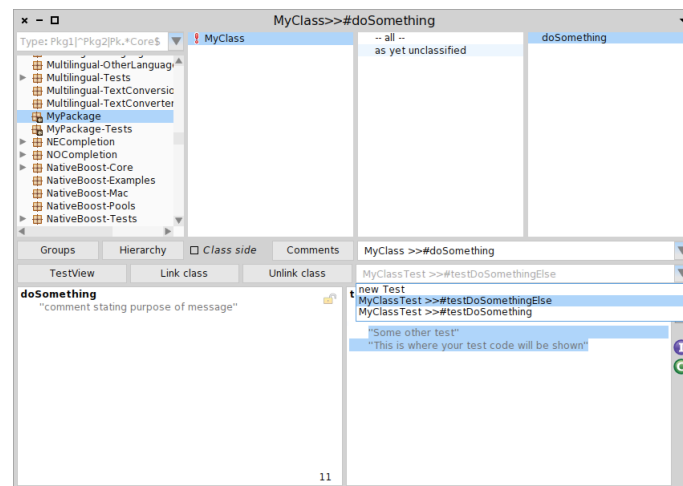 MyClass>>#doSomething
Type: Pkg1|^Pkg2|Pk.*Core$
Multilingual-OtherLanguage
Multilingual-Tests
Multilingual-TextConversio
Multilingual-TextConverter
MyPackage
MyPackage-Tests
NECompletion
NOCompletion
NativeBoost-Core
NativeBoost-Examples
NativeBoost-Mac
NativeBoost-Pools
NativeBoost-Tests
MyClass
-- all --
as yet unclassified
doSomething
Groups
Hierarchy
Class side
Comments
MyClass >>#doSomething
TestView
Link class
Unlink class
MyClassTest >>#testDoSomethingElse
new Test
MyClassTest >>#testDoSomethingElse
MyClassTest >>#testDoSomething
doSomething
"comment stating purpose of message"
11
t
"Some other test"
"This is where your test code will be shown"